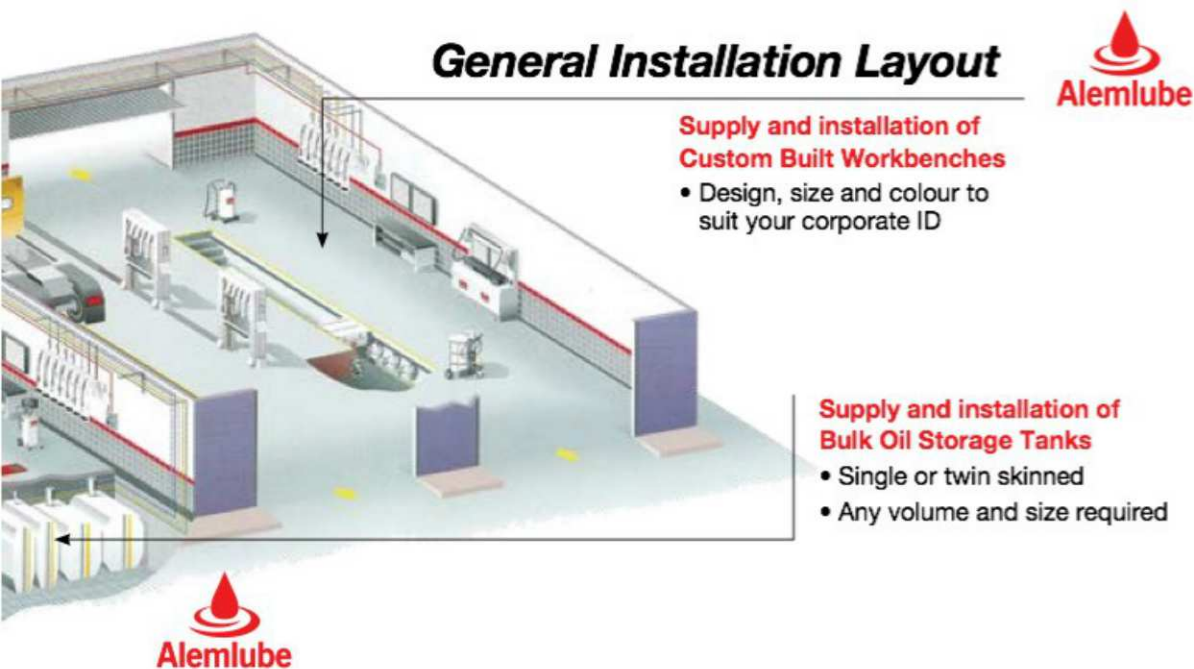 General Installation Layout
Alemlube
Supply and installation of
Custom Built Workbenches
• Design, size and colour to
suit your corporate ID
Supply and installation of
Bulk Oil Storage Tanks
• Single or twin skinned
• Any volume and size required
Alemlube